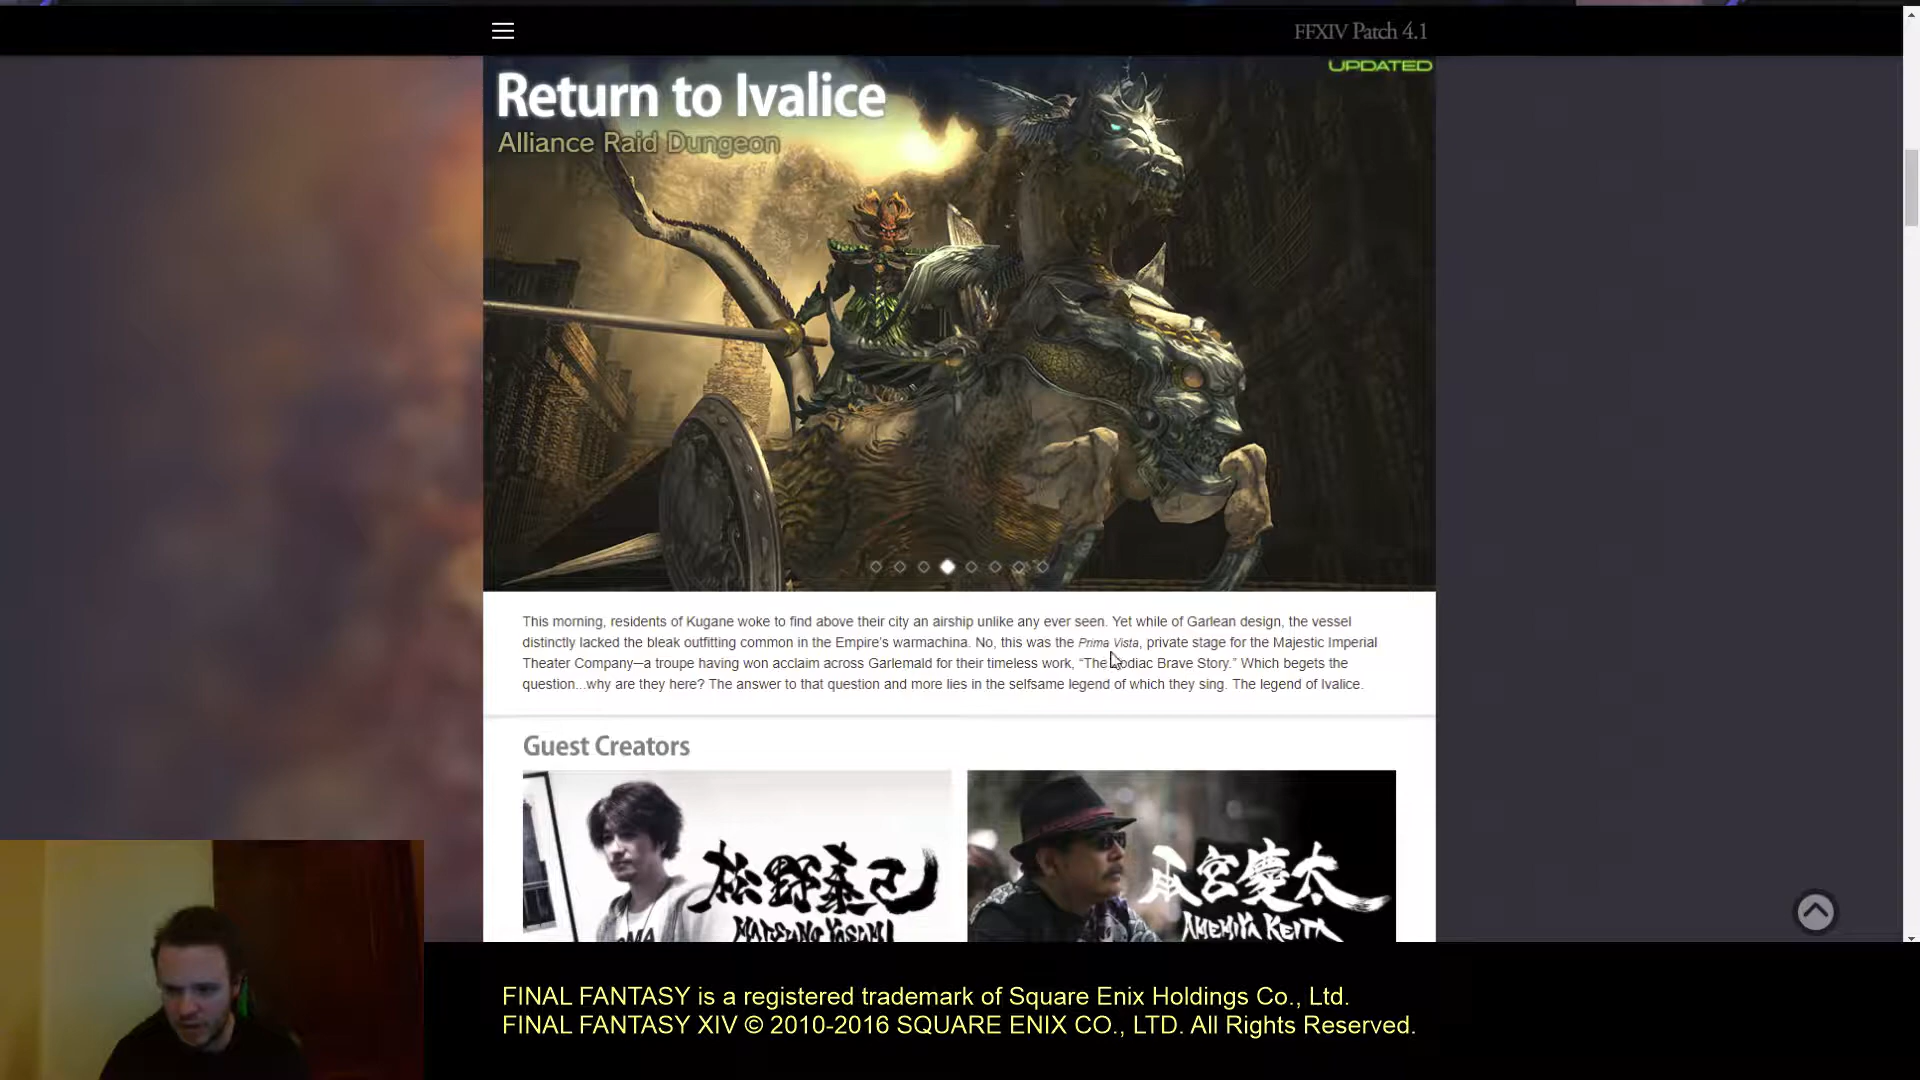 FFXIV Patch 4.1
UPDATED
Return to Ivalice
Alliance Raid Dungeon
This morning, residents of Kugane woke to find above their city an airship unlike any ever seen. Yet while of Garlean design, the vessel
distinctly lacked the bleak outfitting common in the Empire's warmachina. No, this was the Prima Vista, private stage for the Majestic Imperial
Theater Company—a troupe having won acclaim across Garlemald for their timeless work, “The Zodiac Brave Story.” Which begets the
question...why are they here? The answer to that question and more lies in the selfsame legend of which they sing. The legend of Ivalice.
Guest Creators
松野泰己
MATSUNO YASUMI
雨宮慶太
AMEMIYA KEITA
FINAL FANTASY is a registered trademark of Square Enix Holdings Co., Ltd.
FINAL FANTASY XIV © 2010-2016 SQUARE ENIX CO., LTD. All Rights Reserved.